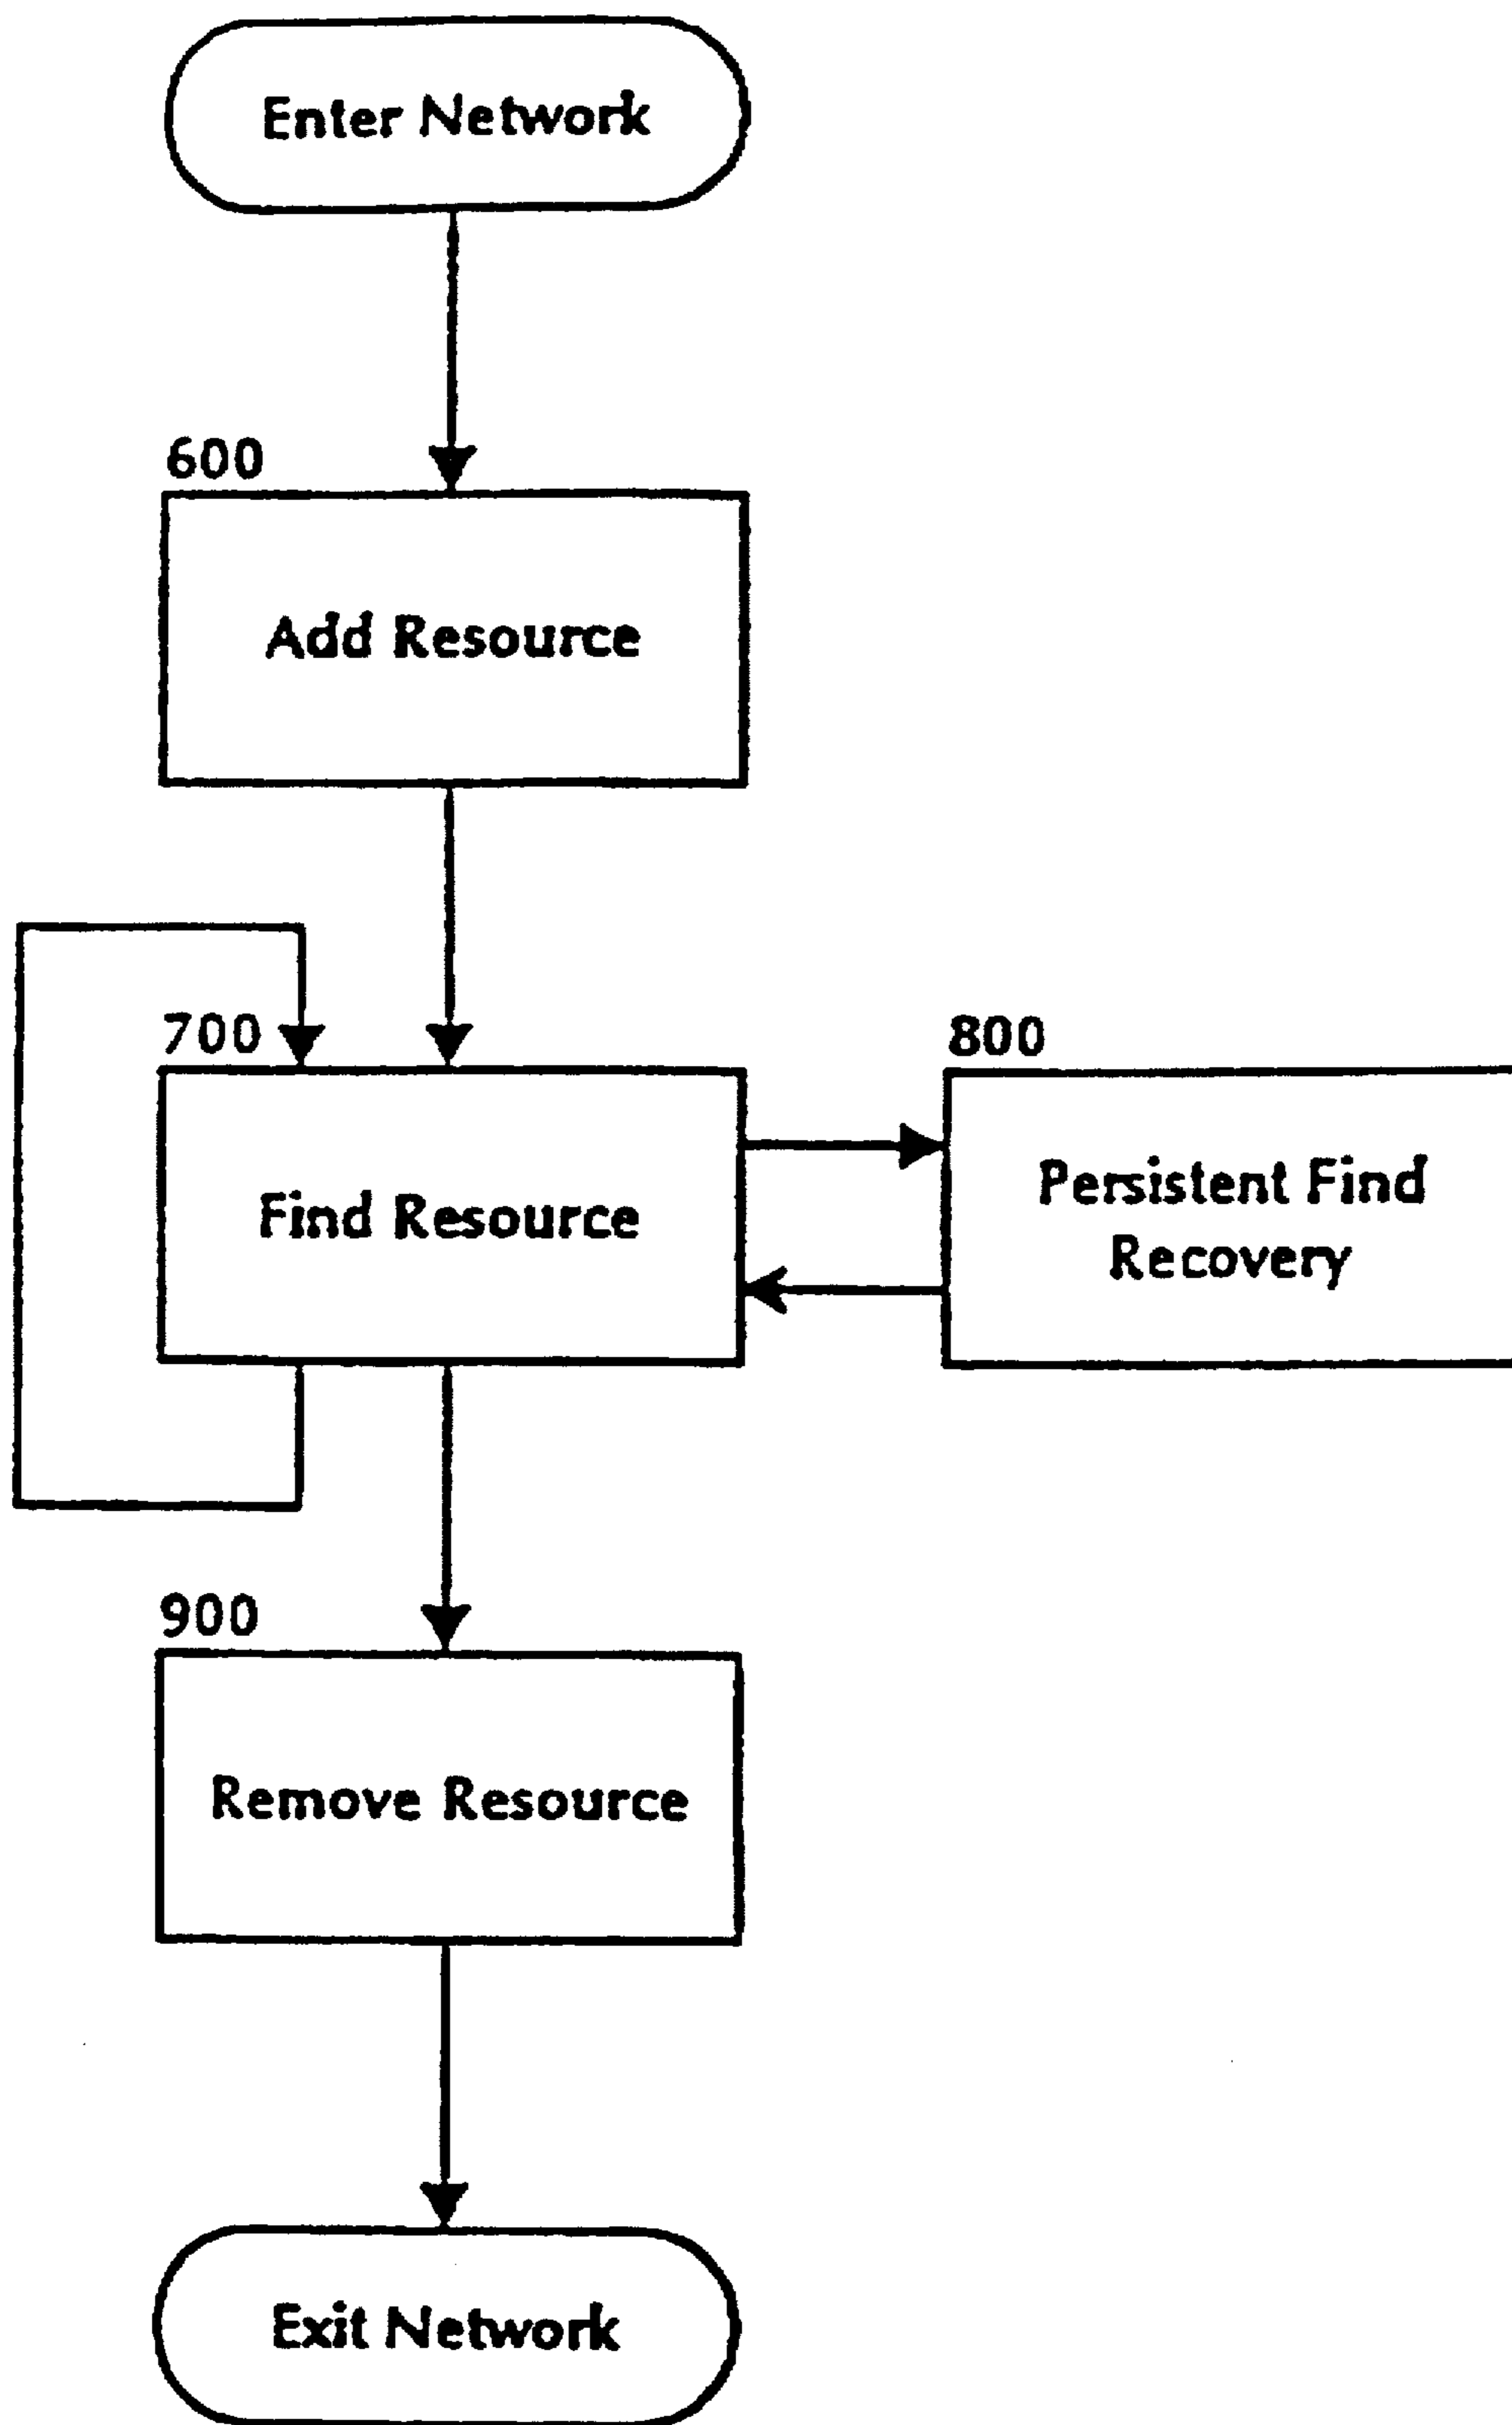 Enter Network
600
Add Resource
700
Find Resource
800
Persistent Find
Recovery
900
Remove Resource
Exit Network